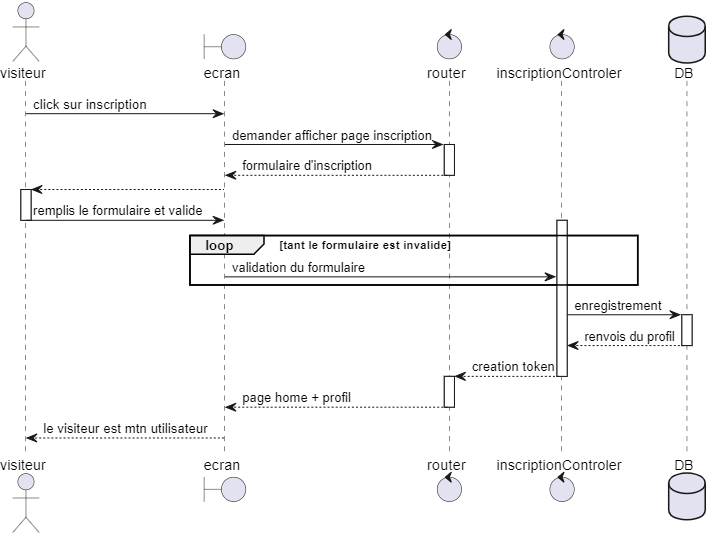 visiteur ecran router inscriptionControler DB
click sur inscription
demander afficher page inscription
formulaire d'inscription
remplis le formulaire et valide
loop [tant le formulaire est invalide]
validation du formulaire
enregistrement
renvois du profil
creation token
page home + profil
le visiteur est mtn utilisateur
visiteur ecran router inscriptionControler DB